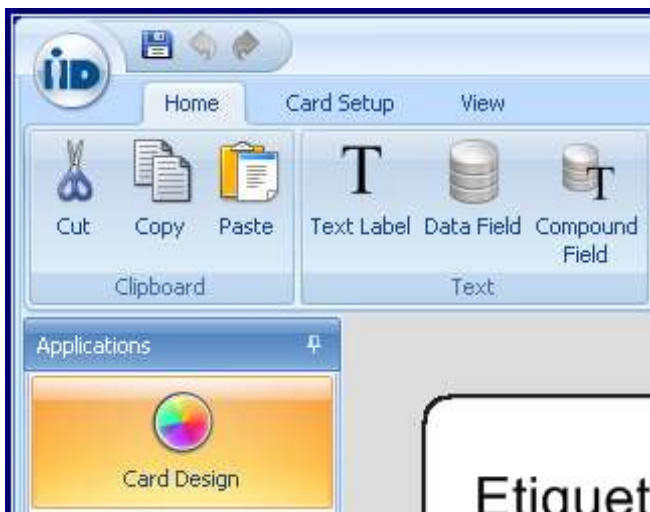 iID
Home Card Setup View
Cut Copy Paste Text Label Data Field Compound Field
Clipboard Text
Applications
Card Design
Etiquet